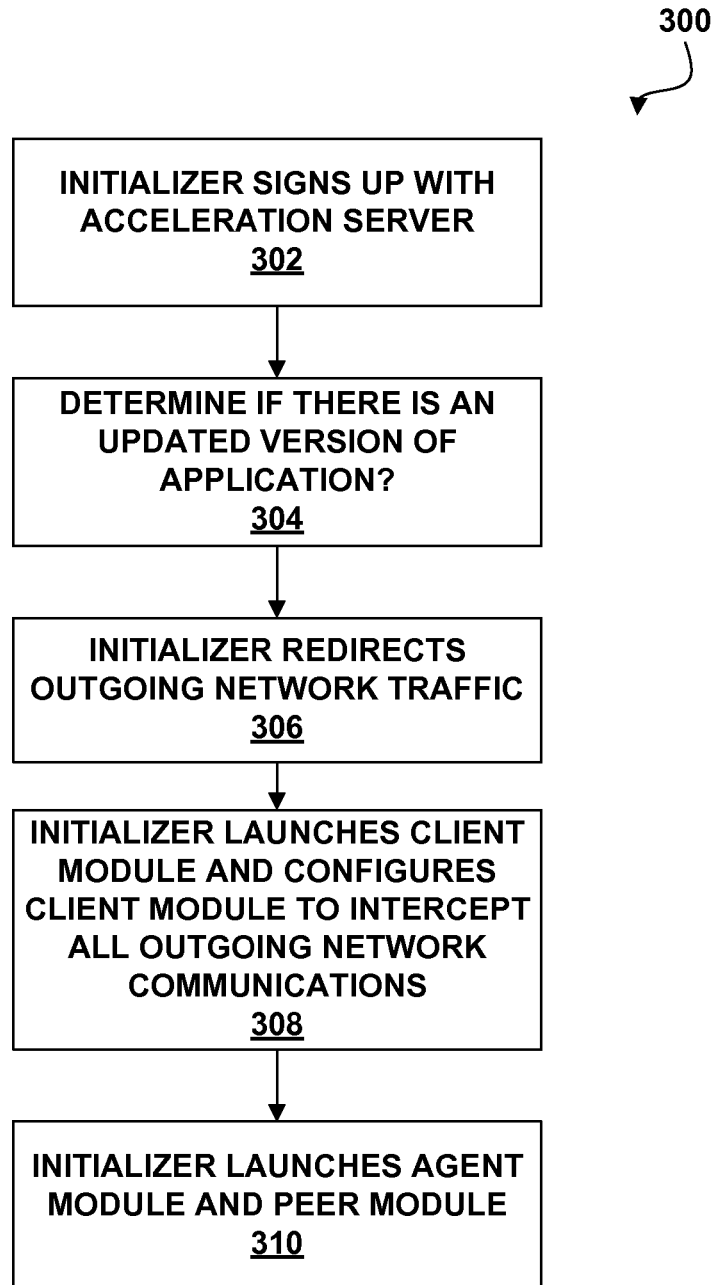 300
INITIALIZER SIGNS UP WITH
ACCELERATION SERVER
302
DETERMINE IF THERE IS AN
UPDATED VERSION OF
APPLICATION?
304
INITIALIZER REDIRECTS
OUTGOING NETWORK TRAFFIC
306
INITIALIZER LAUNCHES CLIENT
MODULE AND CONFIGURES
CLIENT MODULE TO INTERCEPT
ALL OUTGOING NETWORK
COMMUNICATIONS
308
INITIALIZER LAUNCHES AGENT
MODULE AND PEER MODULE
310